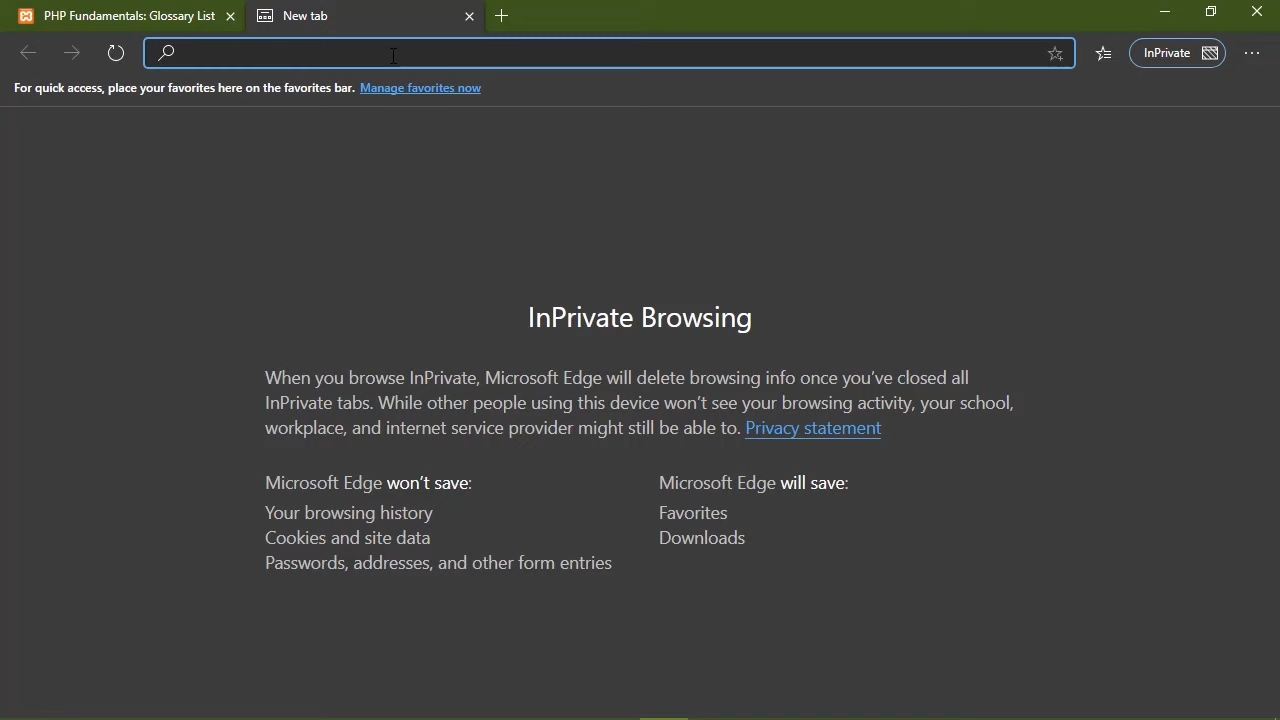 PHP Fundamentals: Glossary List
New tab
InPrivate
For quick access, place your favorites here on the favorites bar. Manage favorites now
InPrivate Browsing
When you browse InPrivate, Microsoft Edge will delete browsing info once you've closed all
InPrivate tabs. While other people using this device won't see your browsing activity, your school,
workplace, and internet service provider might still be able to. Privacy statement
Microsoft Edge won't save:
Your browsing history
Cookies and site data
Passwords, addresses, and other form entries
Microsoft Edge will save:
Favorites
Downloads